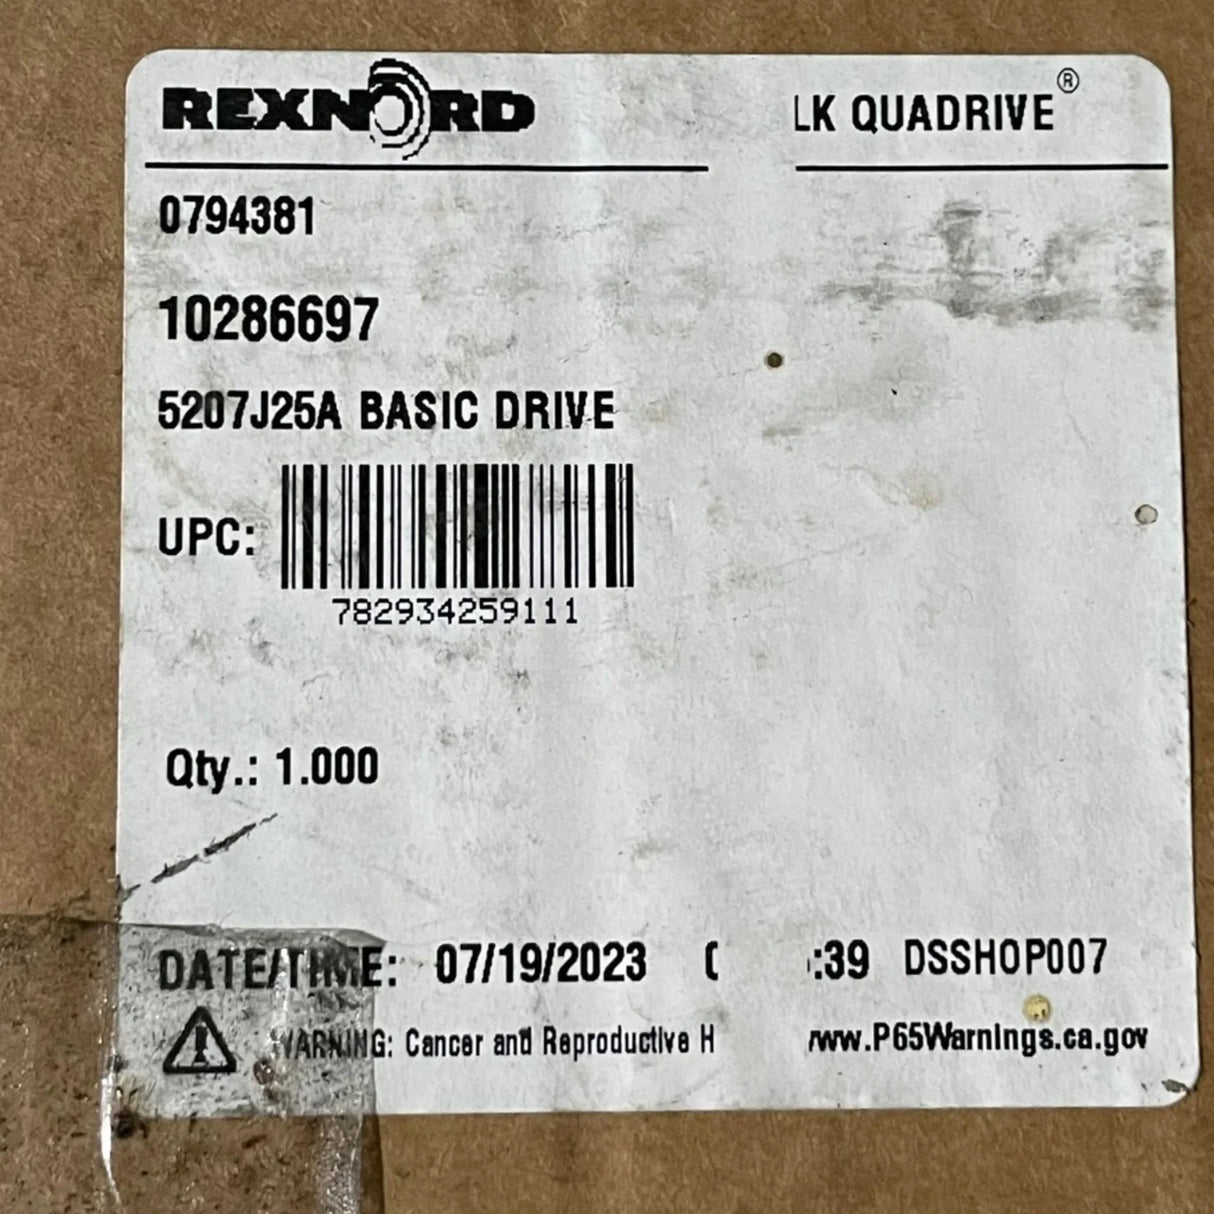 REXNORD LK QUADRIVE®
0794381
10286697
5207J25A BASIC DRIVE
UPC:
782934259111
Qty.: 1.000
DATE/TIME: 07/19/2023 :39 DSSHOP007
WARNING: Cancer and Reproductive H www.P65Warnings.ca.gov